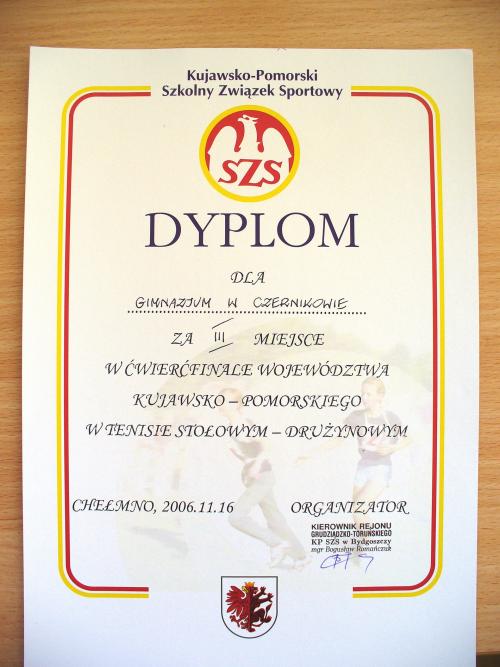 Kujawsko-Pomorski
Szkolny Związek Sportowy
SZS
DYPLOM
DLA
GIMNAZJUM W CZERNIKOWIE
ZA III MIEJSCE
W ĆWIERĆFINALE WOJEWÓDZTWA
KUJAWSKO – POMORSKIEGO
W TENISIE STOŁOWYM – DRUŻYNOWYM
CHEŁMNO, 2006.11.16 ORGANIZATOR
KIEROWNIK REJONU
GRUDZIĄDZKO-TORUŃSKIEGO
KP SZS w Bydgoszczy
mgr Bogusław Romańczuk